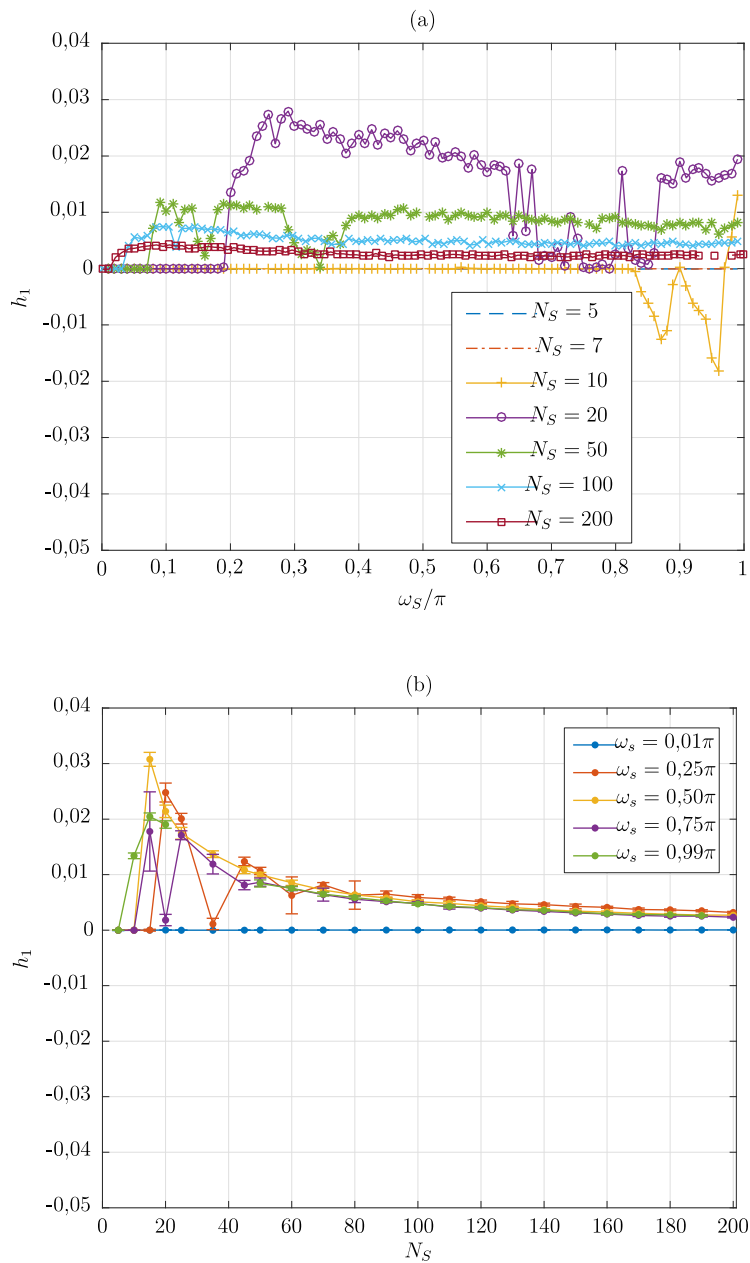 (a)
0,04
0,03
0,02
0,01
0
-0,01
-0,02
-0,03
-0,04
-0,05
h₁
0 0,1 0,2 0,3 0,4 0,5 0,6 0,7 0,8 0,9 1
ω_S/π
N_S = 5
N_S = 7
N_S = 10
N_S = 20
N_S = 50
N_S = 100
N_S = 200
(b)
0,04
0,03
0,02
0,01
0
-0,01
-0,02
-0,03
-0,04
-0,05
h₁
0 20 40 60 80 100 120 140 160 180 200
N_S
ω_s = 0,01π
ω_s = 0,25π
ω_s = 0,50π
ω_s = 0,75π
ω_s = 0,99π